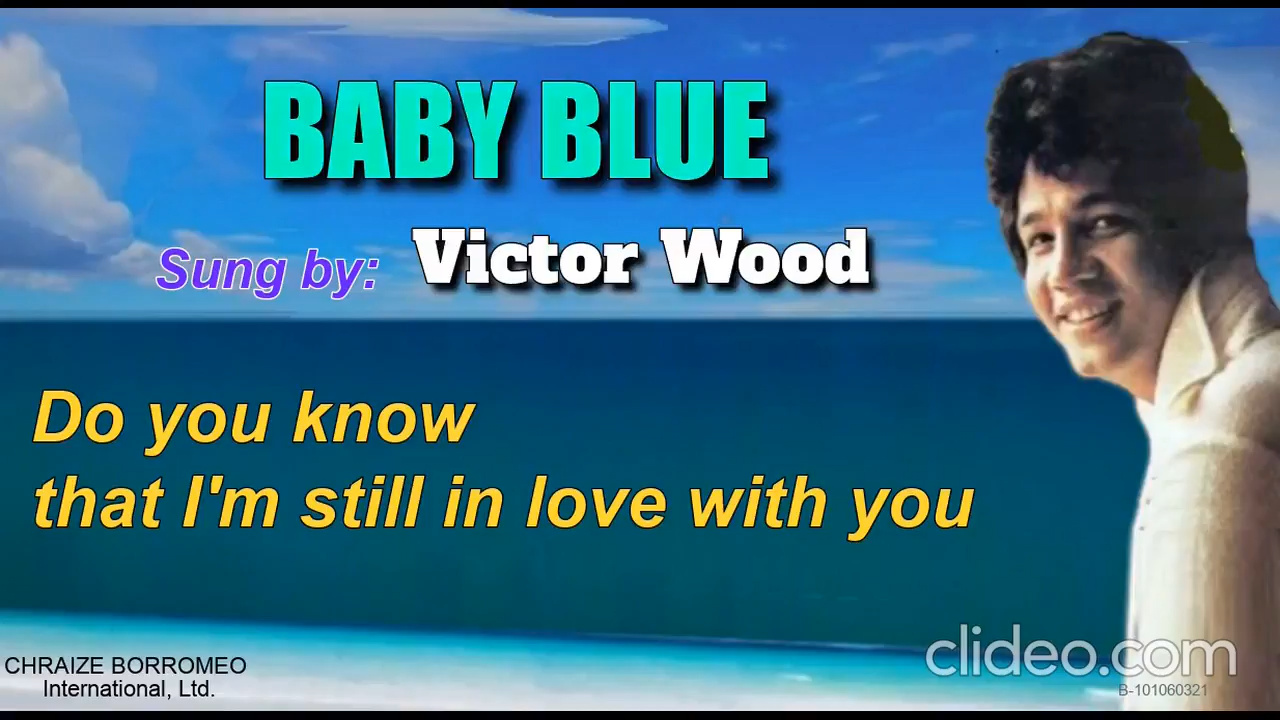 BABY BLUE
Sung by: Victor Wood
Do you know
that I'm still in love with you
clideo.com
CHRAIZE BORROMEO
International, Ltd.
B-101060321